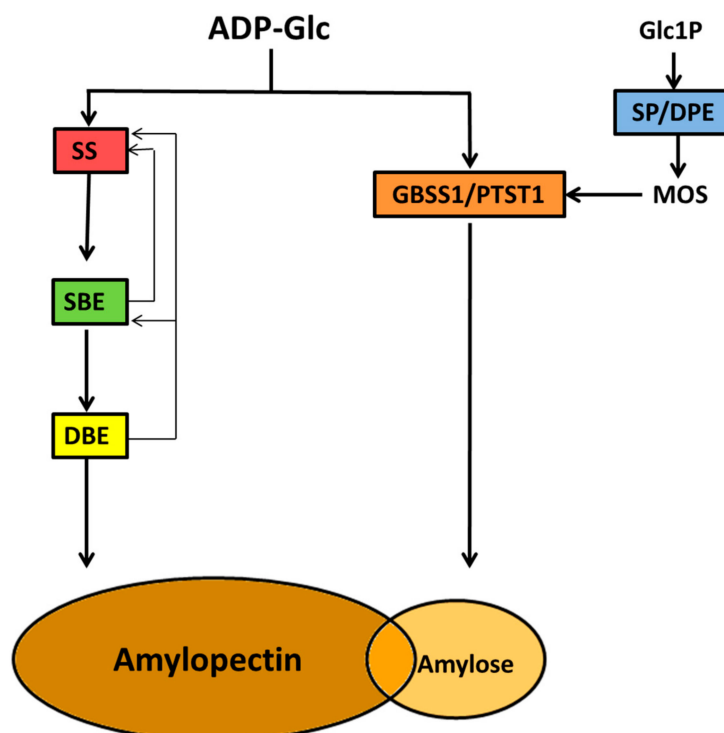 ADP-Glc
Glc1P
SP/DPE
SS
GBSS1/PTST1
MOS
SBE
DBE
Amylopectin
Amylose